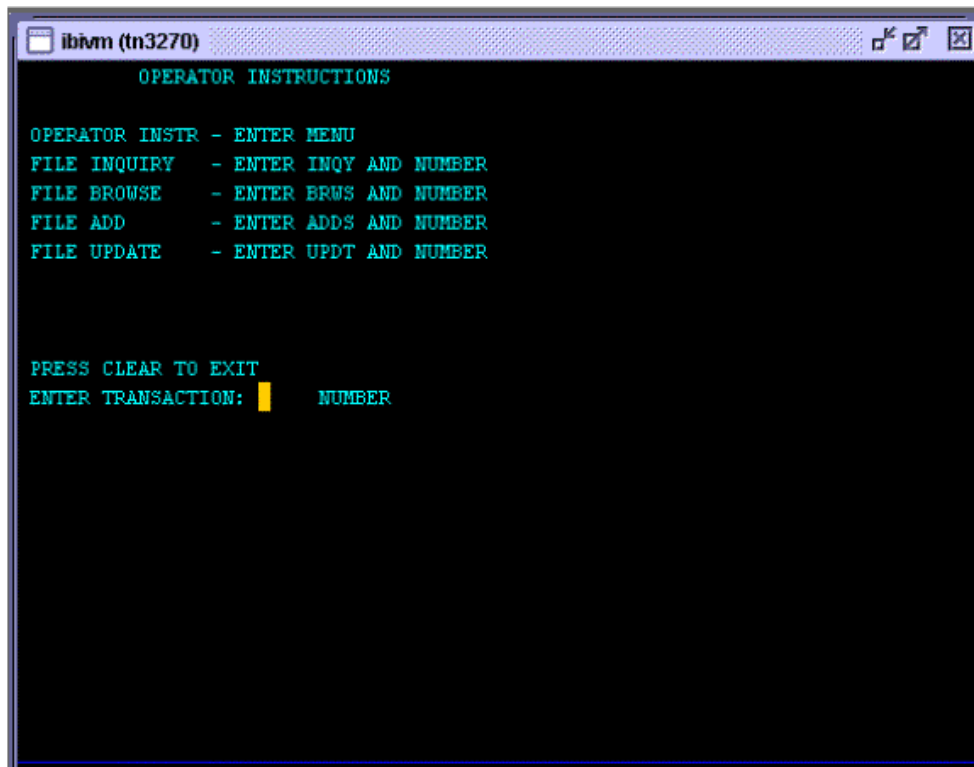 ibivm (tn3270)
OPERATOR INSTRUCTIONS
OPERATOR INSTR - ENTER MENU
FILE INQUIRY - ENTER INQY AND NUMBER
FILE BROWSE - ENTER BRWS AND NUMBER
FILE ADD - ENTER ADDS AND NUMBER
FILE UPDATE - ENTER UPDT AND NUMBER
PRESS CLEAR TO EXIT
ENTER TRANSACTION: NUMBER